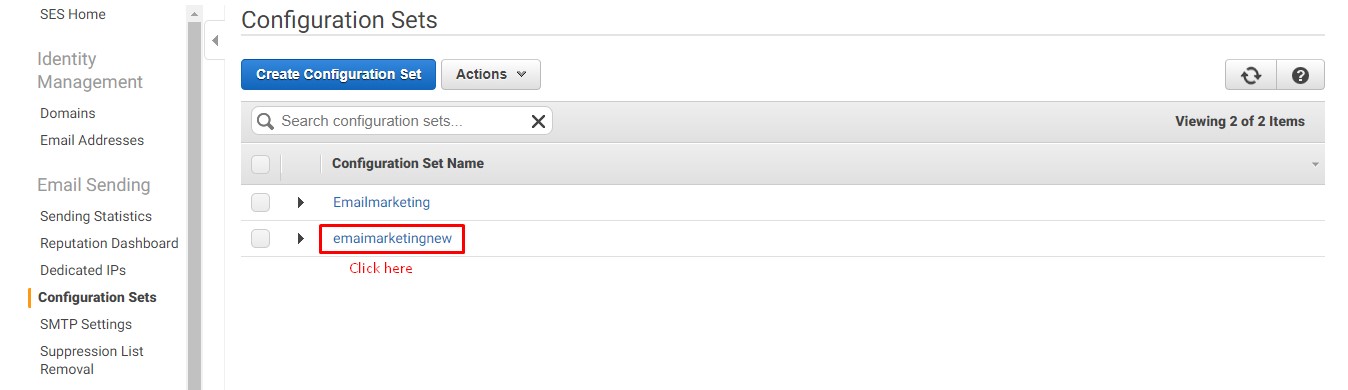 SES Home
Identity
Management
Domains
Email Addresses
Email Sending
Sending Statistics
Reputation Dashboard
Dedicated IPs
Configuration Sets
SMTP Settings
Suppression List
Removal
Configuration Sets
Create Configuration Set
Actions
?
Search configuration sets...
Viewing 2 of 2 Items
Configuration Set Name
Emailmarketing
emaimarketingnew
Click here